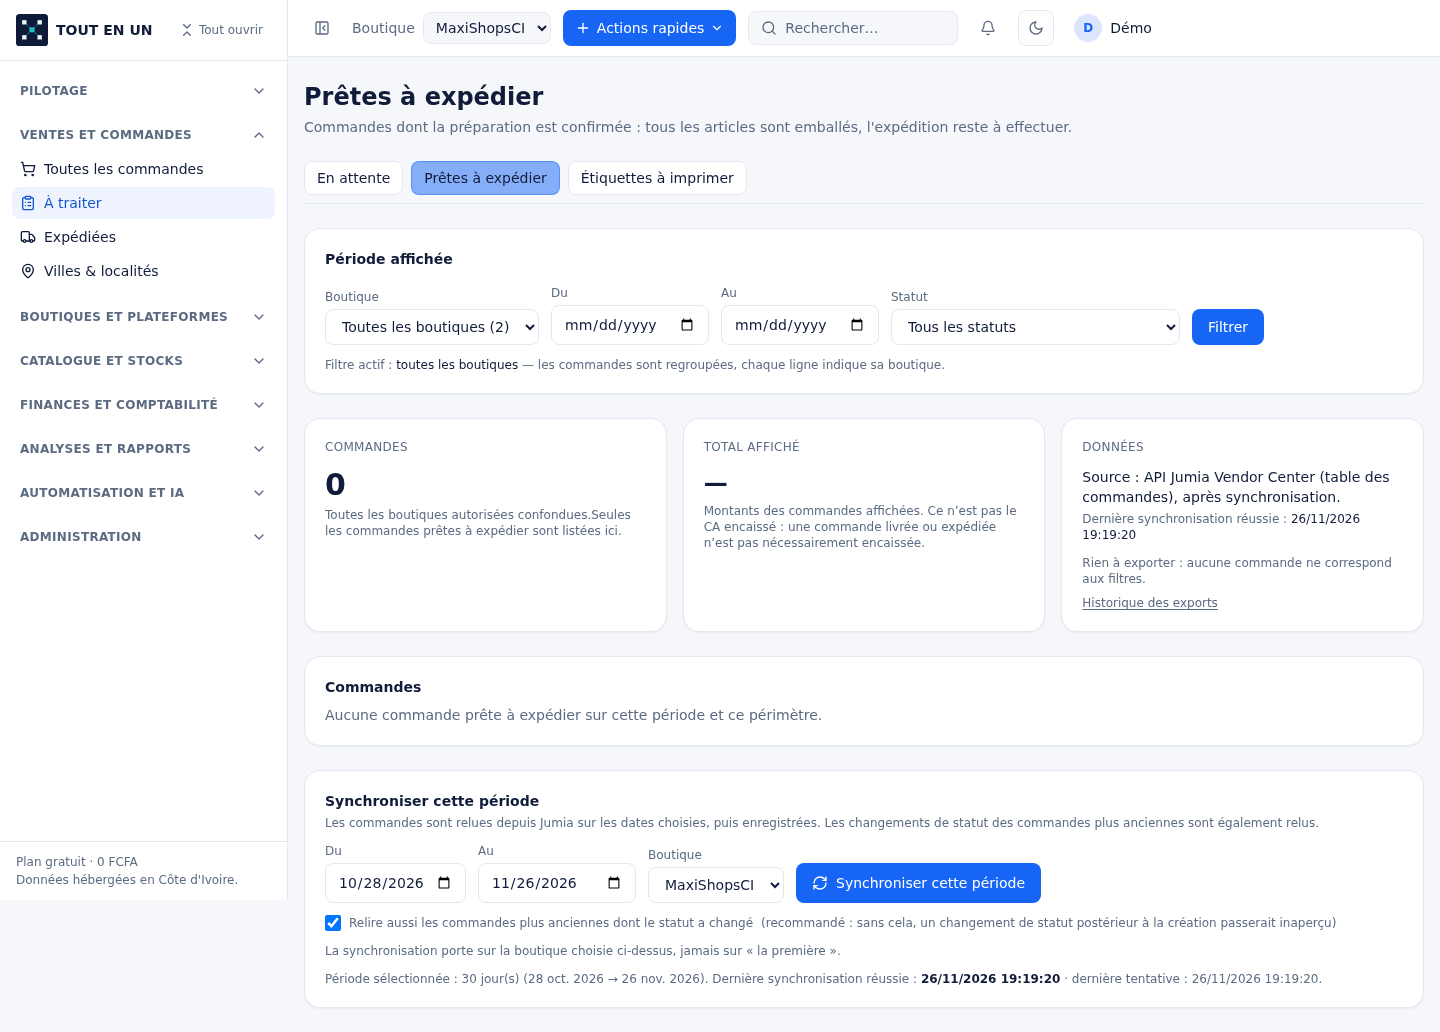 TOUT EN UN
Tout ouvrir
Boutique
MaxiShopsCI
Actions rapides
Rechercher…
D
Démo
PILOTAGE
VENTES ET COMMANDES
Toutes les commandes
À traiter
Expédiées
Villes & localités
BOUTIQUES ET PLATEFORMES
CATALOGUE ET STOCKS
FINANCES ET COMPTABILITÉ
ANALYSES ET RAPPORTS
AUTOMATISATION ET IA
ADMINISTRATION
Plan gratuit · 0 FCFA
Données hébergées en Côte d'Ivoire.
Prêtes à expédier
Commandes dont la préparation est confirmée : tous les articles sont emballés, l'expédition reste à effectuer.
En attente
Prêtes à expédier
Étiquettes à imprimer
Période affichée
Boutique
Du
Au
Statut
Toutes les boutiques (2)
mm/dd/yyyy
mm/dd/yyyy
Tous les statuts
Filtrer
Filtre actif : toutes les boutiques — les commandes sont regroupées, chaque ligne indique sa boutique.
COMMANDES
0
Toutes les boutiques autorisées confondues.Seules
les commandes prêtes à expédier sont listées ici.
TOTAL AFFICHÉ
—
Montants des commandes affichées. Ce n’est pas le
CA encaissé : une commande livrée ou expédiée
n’est pas nécessairement encaissée.
DONNÉES
Source : API Jumia Vendor Center (table des
commandes), après synchronisation.
Dernière synchronisation réussie : 26/11/2026
19:19:20
Rien à exporter : aucune commande ne correspond
aux filtres.
Historique des exports
Commandes
Aucune commande prête à expédier sur cette période et ce périmètre.
Synchroniser cette période
Les commandes sont relues depuis Jumia sur les dates choisies, puis enregistrées. Les changements de statut des commandes plus anciennes sont également relus.
Du
Au
Boutique
10/28/2026
11/26/2026
MaxiShopsCI
Synchroniser cette période
Relire aussi les commandes plus anciennes dont le statut a changé (recommandé : sans cela, un changement de statut postérieur à la création passerait inaperçu)
La synchronisation porte sur la boutique choisie ci-dessus, jamais sur « la première ».
Période sélectionnée : 30 jour(s) (28 oct. 2026 → 26 nov. 2026). Dernière synchronisation réussie : 26/11/2026 19:19:20 · dernière tentative : 26/11/2026 19:19:20.